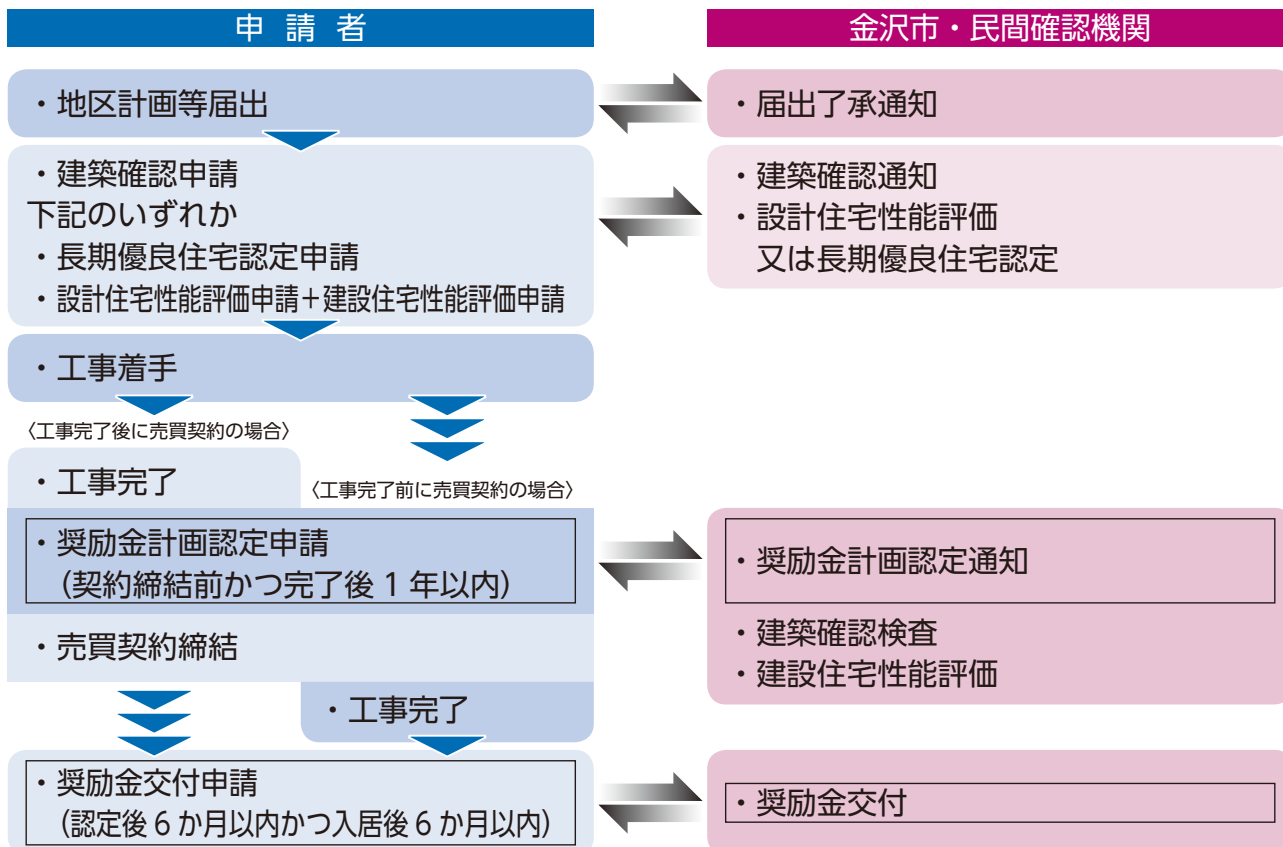 申請者
金沢市・民間確認機関
・地区計画等届出
・届出了承通知
・建築確認申請
下記のいずれか
・長期優良住宅認定申請
・設計住宅性能評価申請＋建設住宅性能評価申請
・建築確認通知
・設計住宅性能評価
又は長期優良住宅認定
・工事着手
〈工事完了後に売買契約の場合〉
・工事完了
〈工事完了前に売買契約の場合〉
・奨励金計画認定申請
（契約締結前かつ完了後 1 年以内）
・奨励金計画認定通知
・売買契約締結
・建築確認検査
・建設住宅性能評価
・工事完了
・奨励金交付申請
（認定後 6 か月以内かつ入居後 6 か月以内）
・奨励金交付